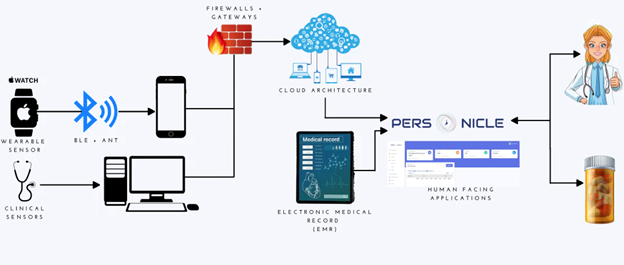 FIREWALLS +
GATEWAYS
WATCH
WEARABLE
SENSOR
BLE + ANT
CLOUD ARCHITECTURE
PERS NICLE
Medical record
HUMAN FACING
APPLICATIONS
CLINICAL
SENSORS
ELECTRONIC MEDICAL
RECORD
(EMR)